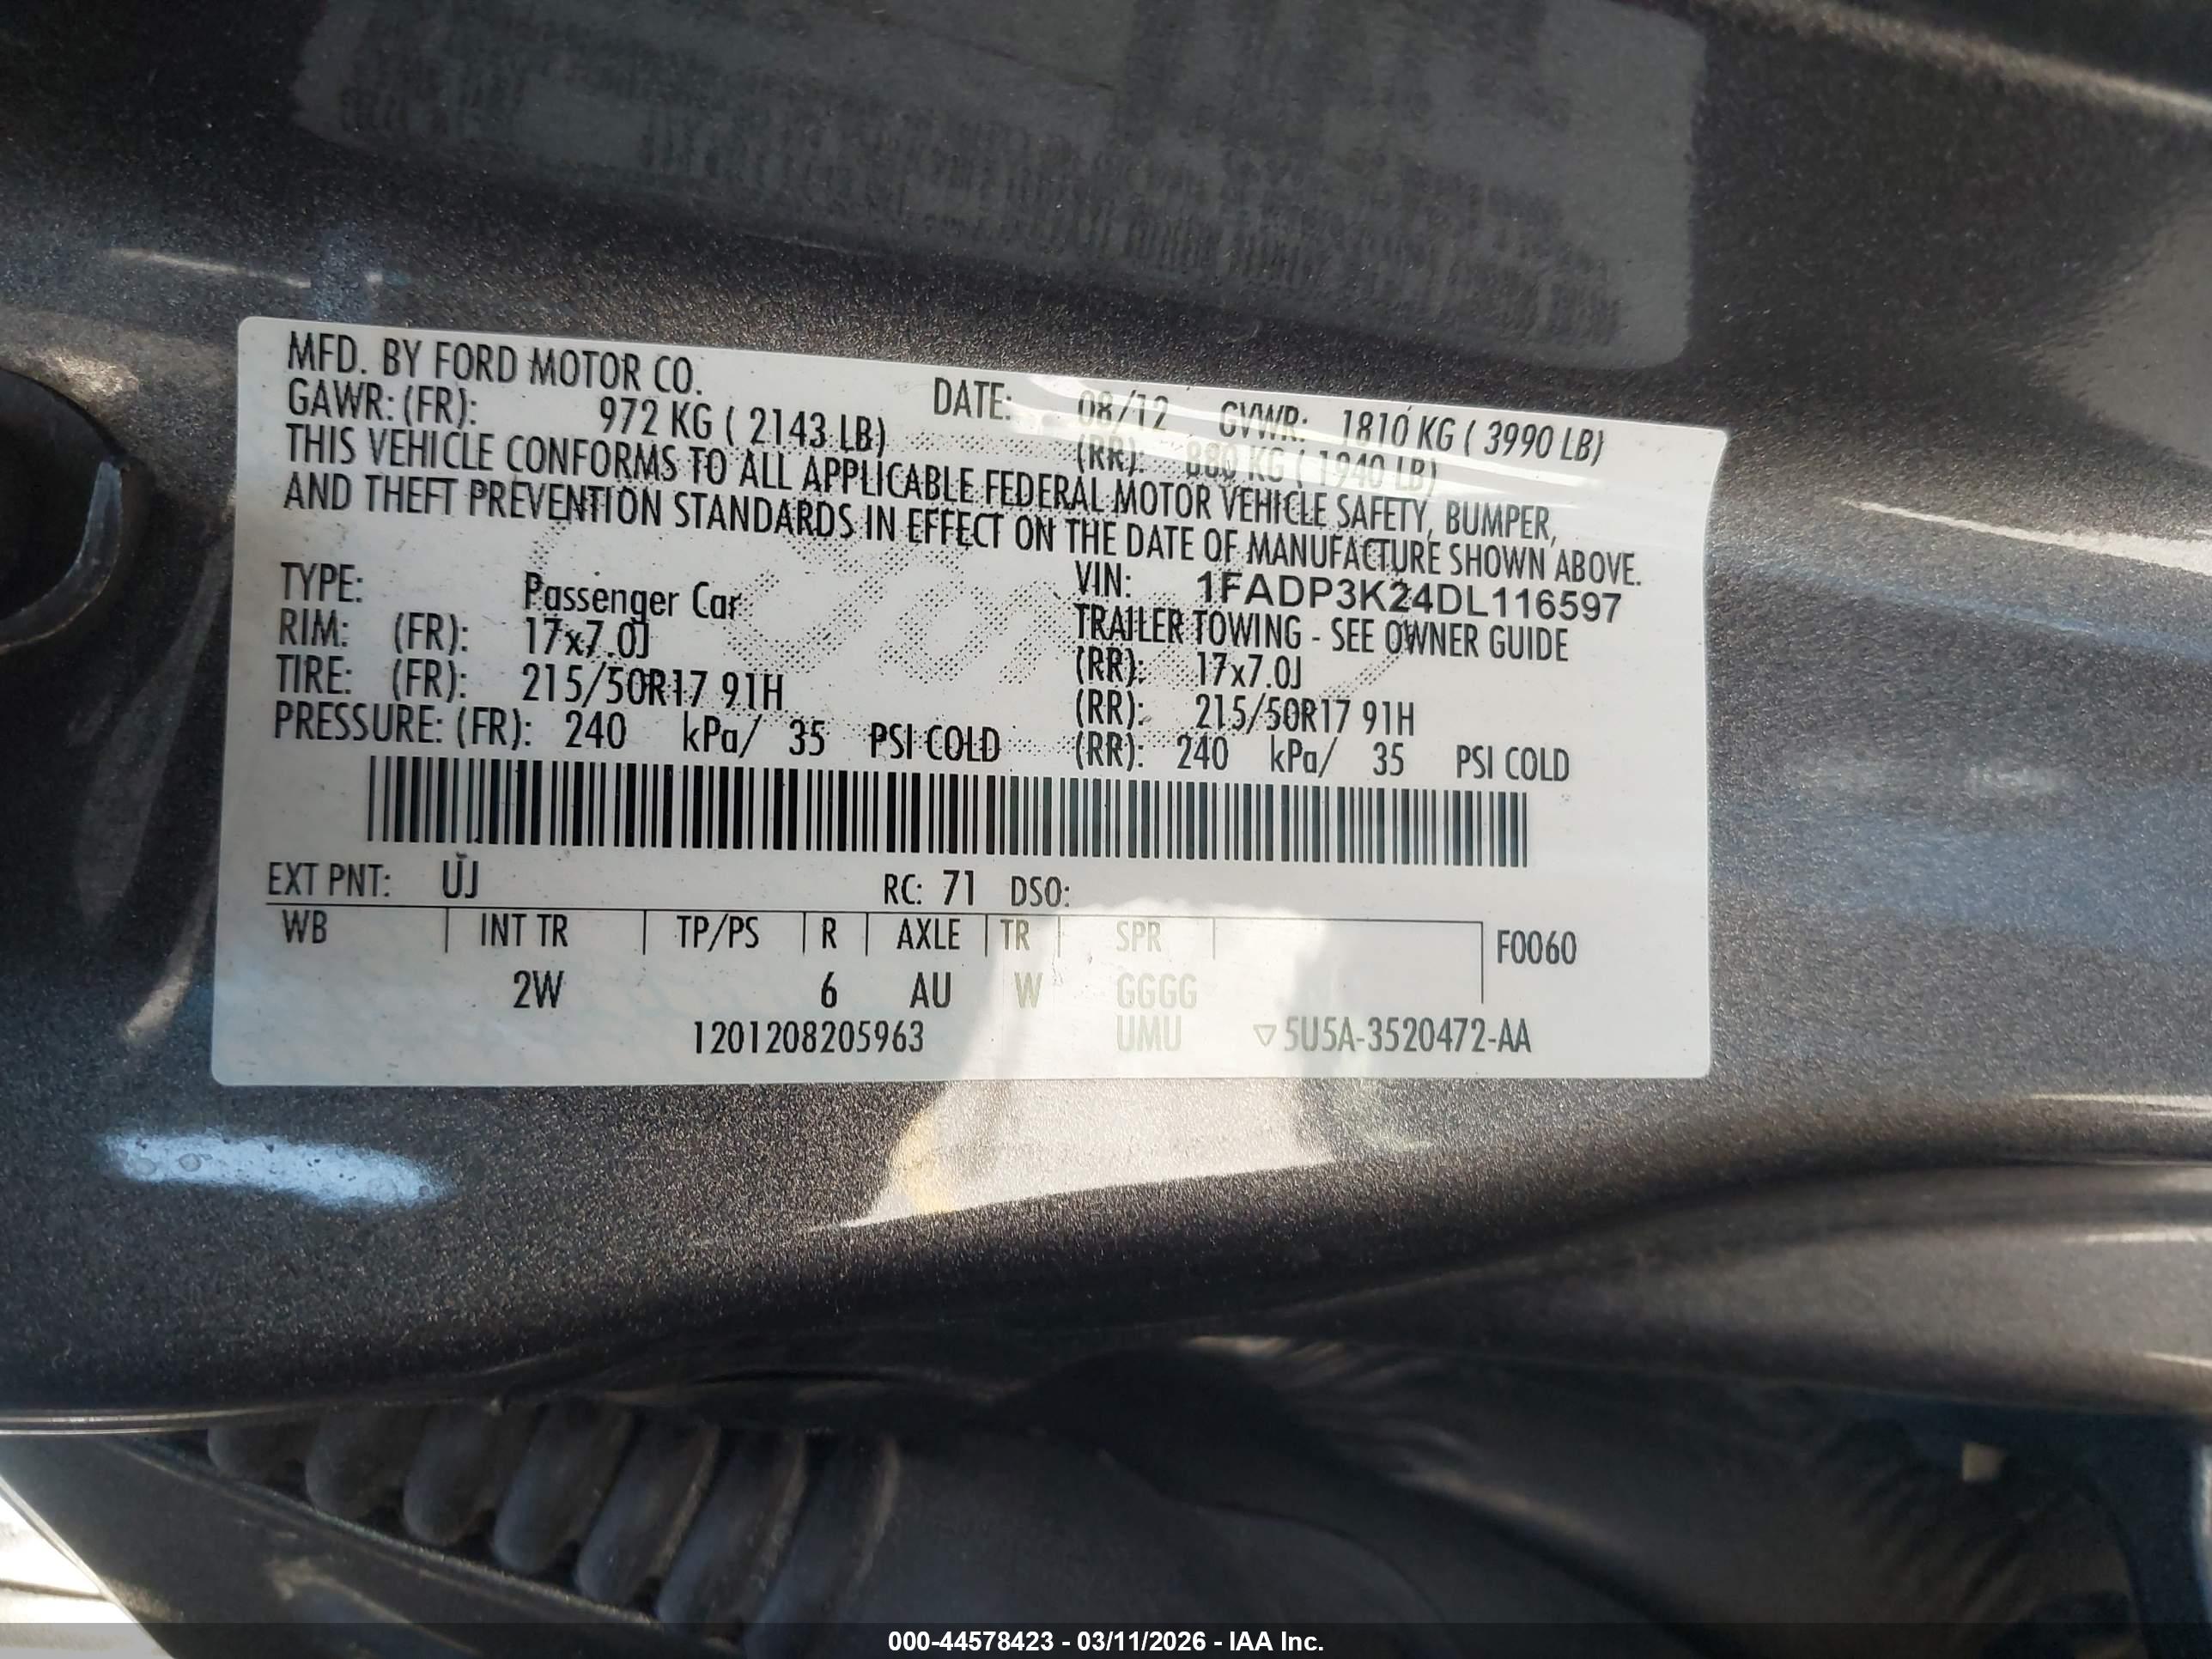 MFD. BY FORD MOTOR CO. DATE: 08/12 GVWR: 1810 KG ( 3990 LB)
GAWR: (FR): 972 KG ( 2143 LB) (RR): 880 KG ( 1940 LB)
THIS VEHICLE CONFORMS TO ALL APPLICABLE FEDERAL MOTOR VEHICLE SAFETY, BUMPER,
AND THEFT PREVENTION STANDARDS IN EFFECT ON THE DATE OF MANUFACTURE SHOWN ABOVE.
VIN: 1FADP3K24DL116597
TYPE: Passenger Car TRAILER TOWING - SEE OWNER GUIDE
RIM: (FR): 17x7.0J (RR): 17x7.0J
TIRE: (FR): 215/50R17 91H (RR): 215/50R17 91H
PRESSURE: (FR): 240 kPa/ 35 PSI COLD (RR): 240 kPa/ 35 PSI COLD
EXT PNT: UJ RC: 71 DSO:
WB INT TR TP/PS R AXLE TR SPR F0060
2W 6 AU W GGGG
1201208205963 UMU ▽5U5A-3520472-AA
000-44578423 - 03/11/2026 - IAA Inc.